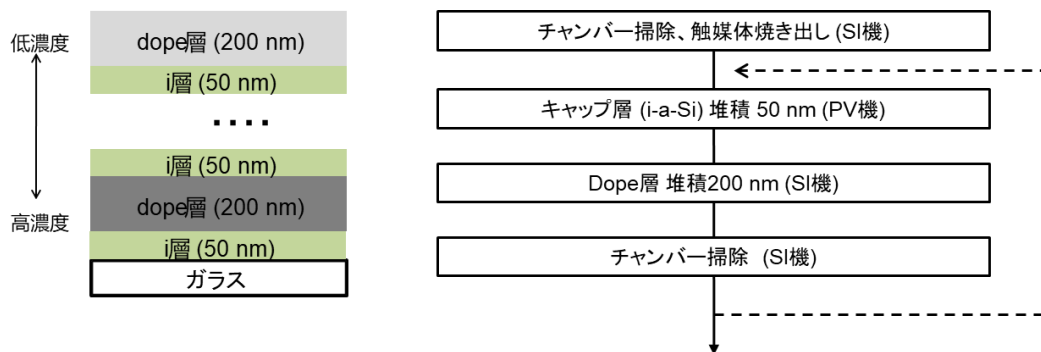 低濃度
高濃度
dope層 (200 nm)
i層 (50 nm)
....
i層 (50 nm)
dope層 (200 nm)
i層 (50 nm)
ガラス
チャンバー掃除、触媒体焼き出し (SI機)
キャップ層 (i-a-Si) 堆積 50 nm (PV機)
Dope層 堆積200 nm (SI機)
チャンバー掃除 (SI機)